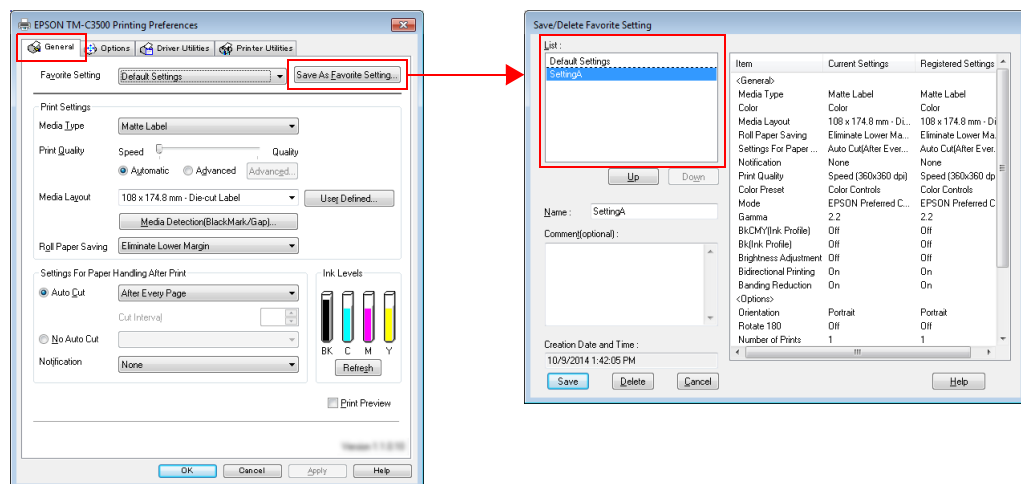 EPSON TM-C3500 Printing Preferences
General Options Driver Utilities Printer Utilities
Favorite Setting Default Settings Save As Favorite Setting...
Print Settings
Media Type Matte Label
Print Quality Speed Quality
Automatic Advanced Advanced...
Media Layout 108 x 174.8 mm - Die-cut Label User Defined...
Media Detection(BlackMark/Gap)...
Roll Paper Saving Eliminate Lower Margin
Settings For Paper Handling After Print
Auto Cut After Every Page
Cut Interval
No Auto Cut
Notification None
Ink Levels
BK C M Y
Refresh
Print Preview
OK Cancel Apply Help
Save/Delete Favorite Setting
List :
Default Settings
SettingA
Up Down
Name : SettingA
Comment(optional) :
Creation Date and Time :
10/9/2014 1:42:05 PM
Save Delete Cancel
Item Current Settings Registered Settings
<General>
Media Type Matte Label Matte Label
Color Color Color
Media Layout 108 x 174.8 mm - Di... 108 x 174.8 mm - Di
Roll Paper Saving Eliminate Lower Ma... Eliminate Lower Ma.
Settings For Paper ... Auto Cut(After Ever... Auto Cut(After Ever.
Notification None None
Print Quality Speed (360x360 dpi) Speed (360x360 dp
Color Preset Color Controls Color Controls
Mode EPSON Preferred C... EPSON Preferred C
Gamma 2.2 2.2
BkCMY(Ink Profile) Off Off
Bk(Ink Profile) Off Off
Brightness Adjustment Off Off
Bidirectional Printing On On
Banding Reduction On On
<Options>
Orientation Portrait Portrait
Rotate 180 Off Off
Number of Prints 1 1
Help